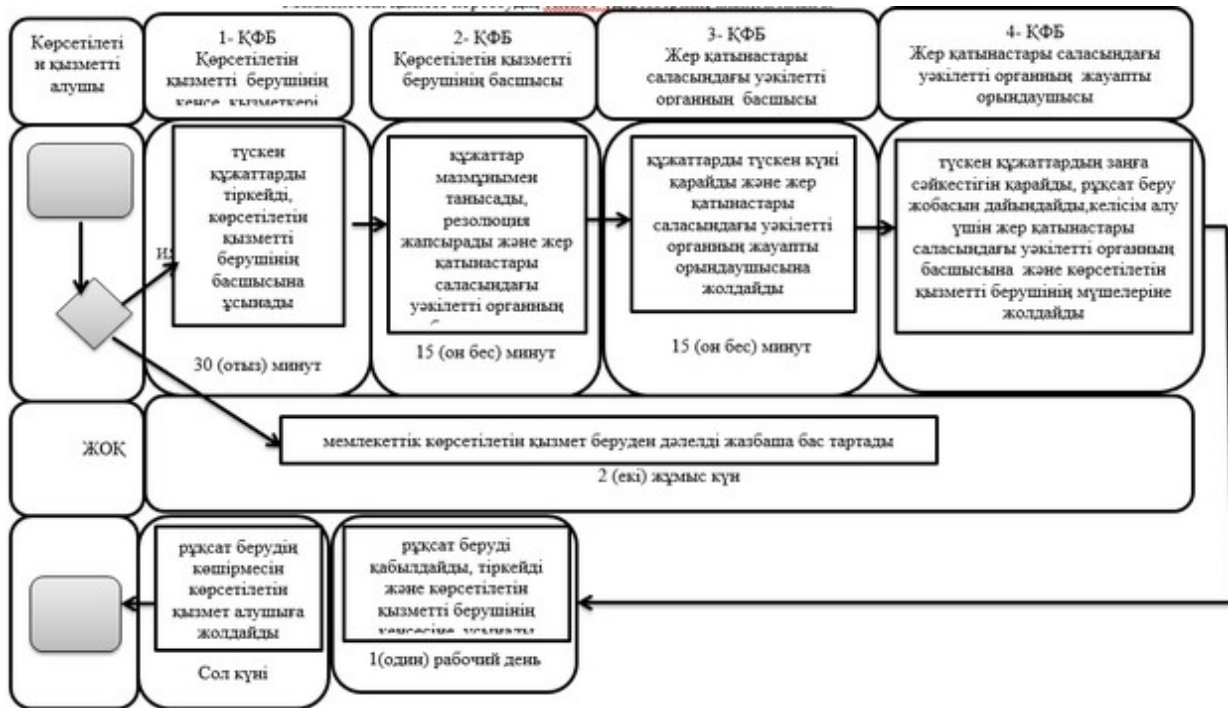 Көрсетілеті
н қызметті
алушы
1- ҚФБ
Көрсетілетін
қызметті берушінің
кеңсе қызметкері
2- ҚФБ
Көрсетілетін қызметті
берушінің басшысы
3- ҚФБ
Жер қатынастары
саласындағы уәкілетті
органның басшысы
4- ҚФБ
Жер қатынастары саласындағы
уәкілетті органның жауапты
орындаушысы
түскен
құжаттарды
тіркейді,
көрсетілетін
қызметті
берушінің
басшысына
ұсынады
30 (отыз) минут
құжаттар
мазмұнымен
танысады,
резолюция
жапсырады және жер
қатынастары
саласындағы
уәкілетті органның
15 (он бес) минут
құжаттарды түскен күні
қарайды және жер
қатынастары
саласындағы уәкілетті
органның жауапты
орындаушысына
жолдайды
15 (он бес) минут
түскен құжаттардың заңға
сәйкестігін қарайды, рұқсат беру
жобасын дайындайды,келісім алу
үшін жер қатынастары
саласындағы уәкілетті органның
басшысына және көрсетілетін
қызметті берушінің мүшелеріне
жолдайды
ЖОҚ
мемлекеттік көрсетілетін қызмет беруден дәлелді жазбаша бас тартады
2 (екі) жұмыс күн
рұқсат берудің
көшірмесін
көрсетілетін
қызмет алушыға
жолдайды
Сол күні
рұқсат беруді
қабылдайды, тіркейді
және көрсетілетін
қызметті берушінің
кеңсесіне ұсынады
1(один) рабочий день